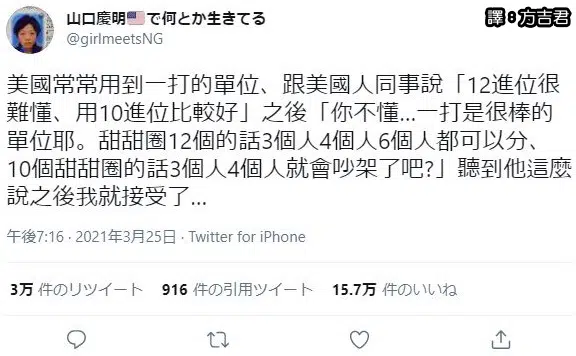 譯:方吉君
山口慶明🇺🇸で何とか生きてる
@girlmeetsNG
美國常常用到一打的單位、跟美國人同事說「12進位很
難懂、用10進位比較好」之後「你不懂...一打是很棒的
單位耶。甜甜圈12個的話3個人4個人6個人都可以分、
10個甜甜圈的話3個人4個人就會吵架了吧?」聽到他這麼
說之後我就接受了...
午後7:16 · 2021年3月25日 · Twitter for iPhone
3万 件のリツイート 916 件の引用ツイート 15.7万 件のいいね